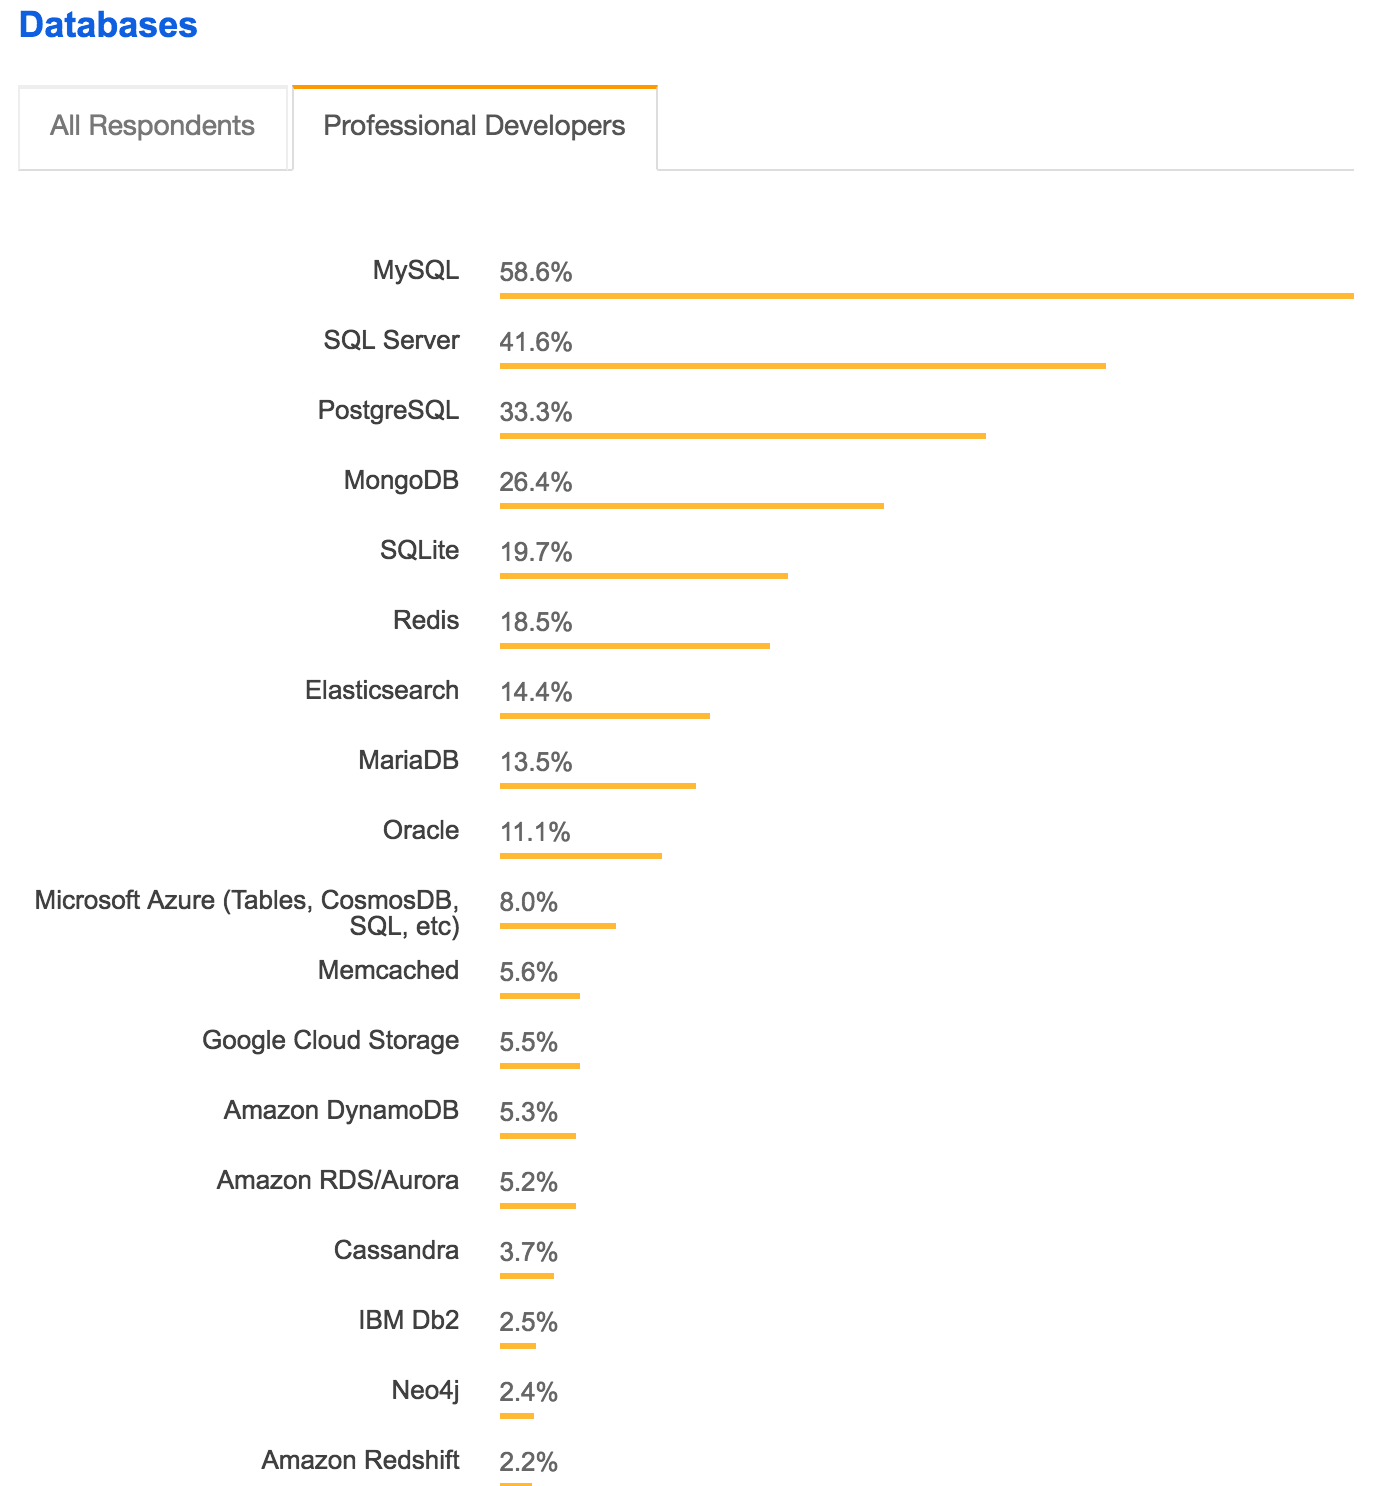 Databases
All Respondents
Professional Developers
MySQL 58.6%
SQL Server 41.6%
PostgreSQL 33.3%
MongoDB 26.4%
SQLite 19.7%
Redis 18.5%
Elasticsearch 14.4%
MariaDB 13.5%
Oracle 11.1%
Microsoft Azure (Tables, CosmosDB, 8.0%
SQL, etc)
Memcached 5.6%
Google Cloud Storage 5.5%
Amazon DynamoDB 5.3%
Amazon RDS/Aurora 5.2%
Cassandra 3.7%
IBM Db2 2.5%
Neo4j 2.4%
Amazon Redshift 2.2%